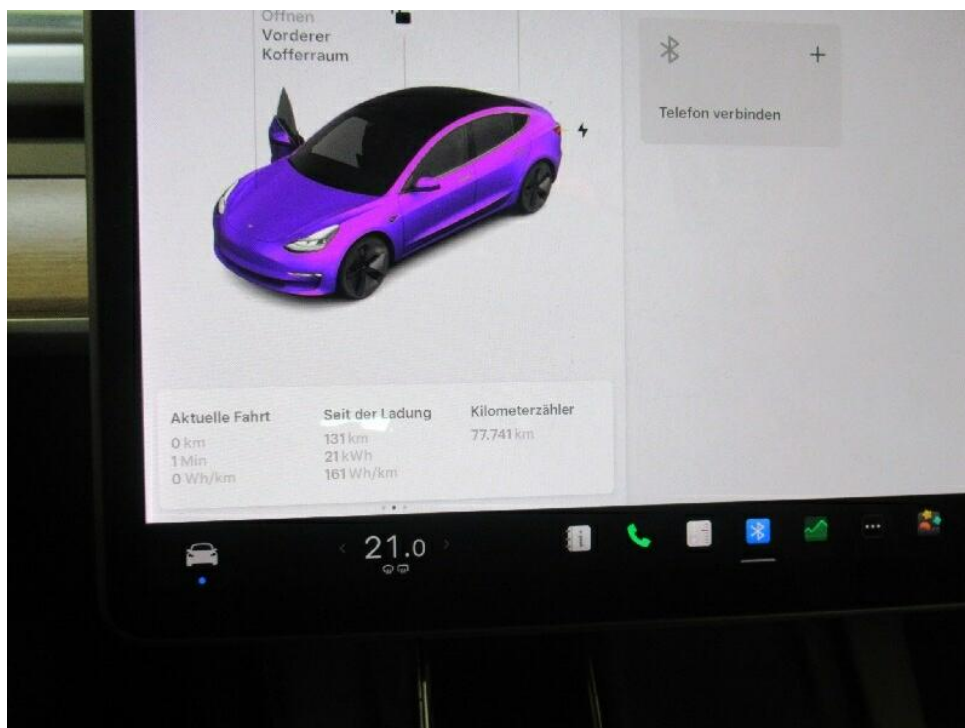 Öffnen
Vorderer
Kofferraum
Telefon verbinden
Aktuelle Fahrt
0 km
1 Min
0 Wh/km
Seit der Ladung
131 km
21 kWh
161 Wh/km
Kilometerzähler
77.741 km
21.0